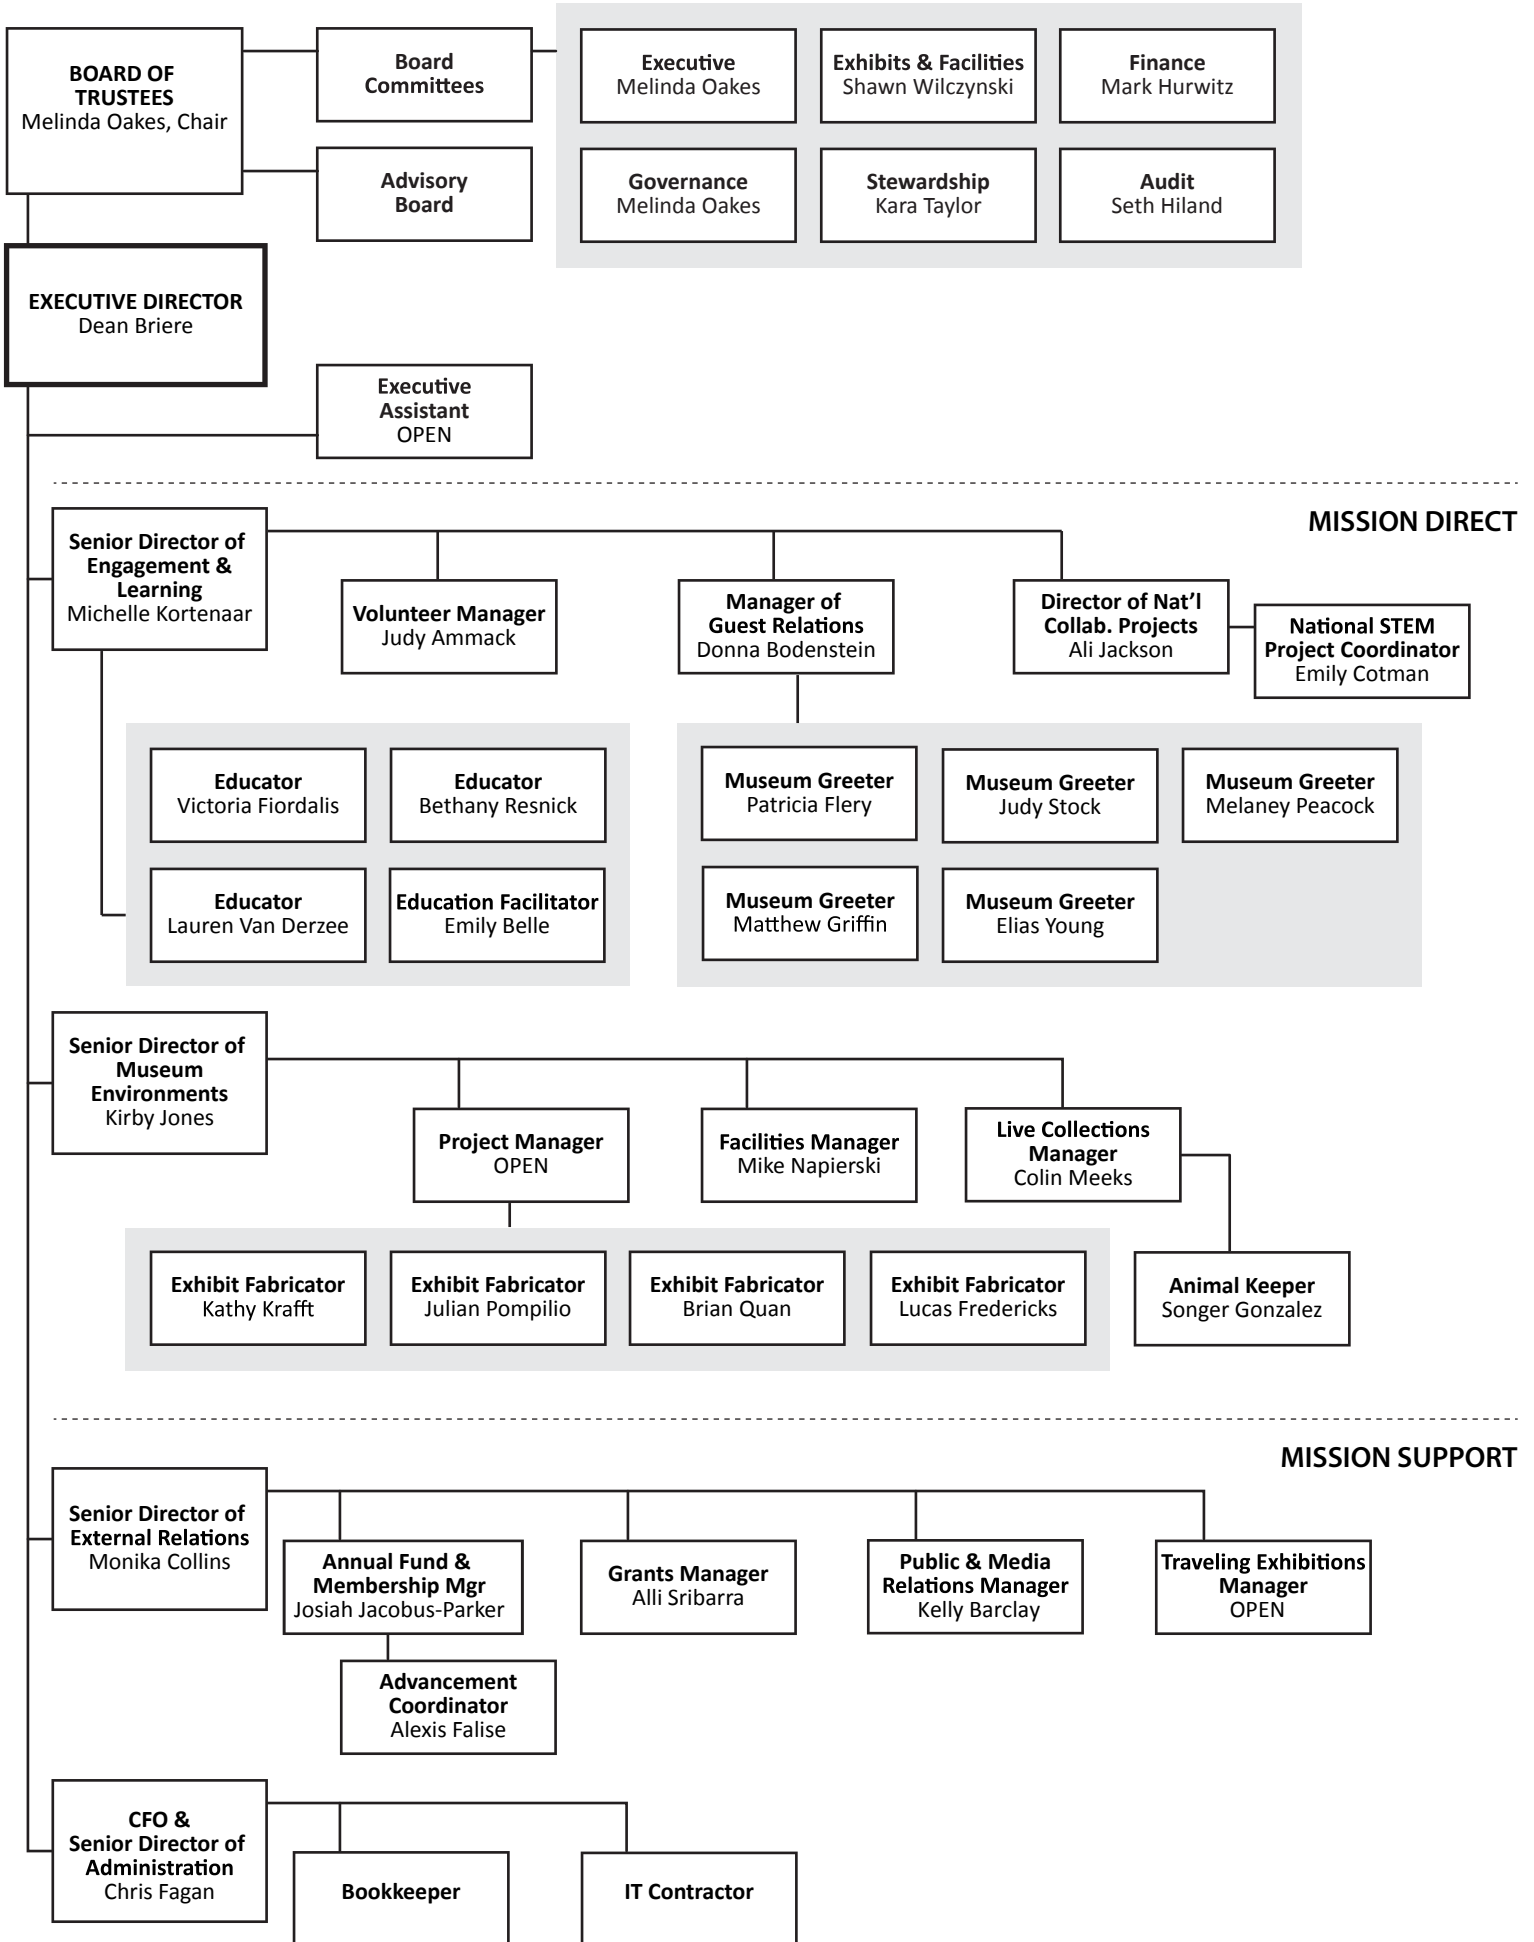 BOARD OF
TRUSTEES
Melinda Oakes, Chair
Board
Committees
Advisory
Board
Executive
Melinda Oakes
Exhibits & Facilities
Shawn Wilczynski
Finance
Mark Hurwitz
Governance
Melinda Oakes
Stewardship
Kara Taylor
Audit
Seth Hiland
EXECUTIVE DIRECTOR
Dean Briere
Executive
Assistant
OPEN
MISSION DIRECT
Senior Director of
Engagement &
Learning
Michelle Kortenaar
Volunteer Manager
Judy Ammack
Manager of
Guest Relations
Donna Bodenstein
Director of Nat’l
Collab. Projects
Ali Jackson
National STEM
Project Coordinator
Emily Cotman
Educator
Victoria Fiordalis
Educator
Bethany Resnick
Educator
Lauren Van Derzee
Education Facilitator
Emily Belle
Museum Greeter
Patricia Flery
Museum Greeter
Judy Stock
Museum Greeter
Melaney Peacock
Museum Greeter
Matthew Griffin
Museum Greeter
Elias Young
Senior Director of
Museum
Environments
Kirby Jones
Project Manager
OPEN
Facilities Manager
Mike Napierski
Live Collections
Manager
Colin Meeks
Exhibit Fabricator
Kathy Krafft
Exhibit Fabricator
Julian Pompilio
Exhibit Fabricator
Brian Quan
Exhibit Fabricator
Lucas Fredericks
Animal Keeper
Songer Gonzalez
MISSION SUPPORT
Senior Director of
External Relations
Monika Collins
Annual Fund &
Membership Mgr
Josiah Jacobus-Parker
Grants Manager
Alli Sribarra
Public & Media
Relations Manager
Kelly Barclay
Traveling Exhibitions
Manager
OPEN
Advancement
Coordinator
Alexis Falise
CFO &
Senior Director of
Administration
Chris Fagan
Bookkeeper
IT Contractor